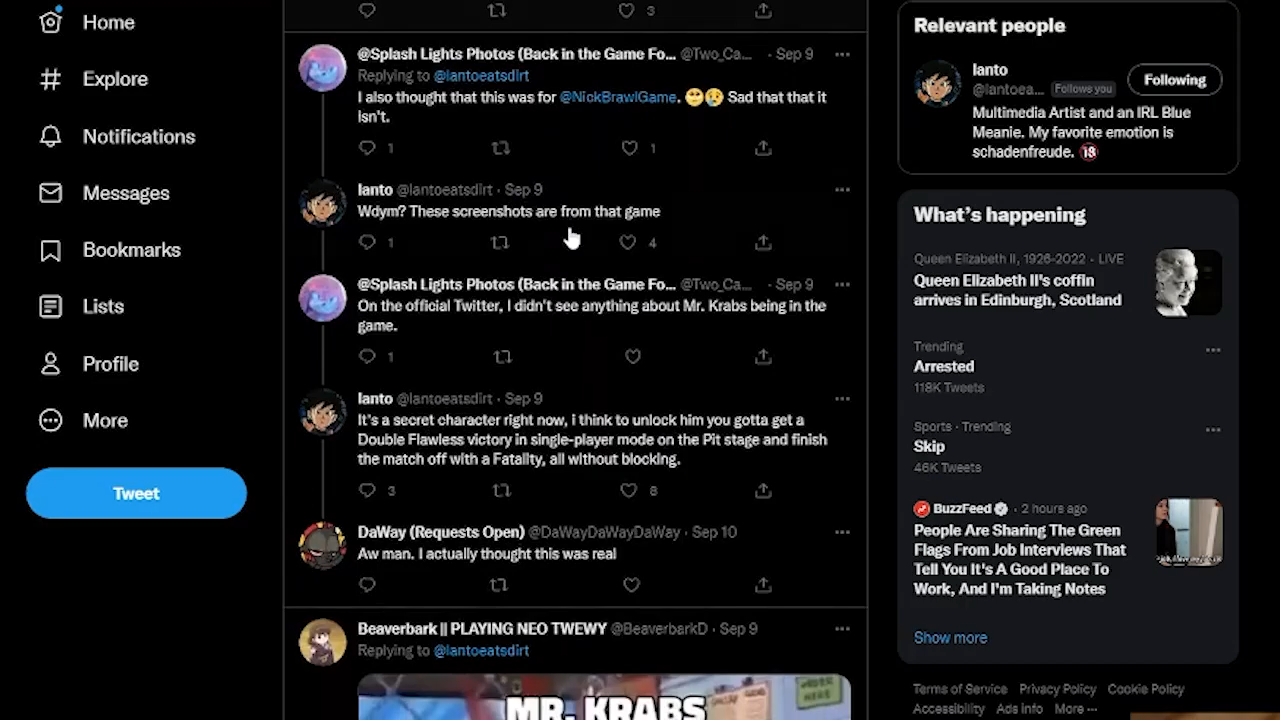 Home
Explore
Notifications
Messages
Bookmarks
Lists
Profile
More
Tweet
3
@Splash Lights Photos (Back in the Game Fo... @Two_Ca... · Sep 9
Replying to @Iantoeatsdirt
I also thought that this was for @NickBrawlGame. 🥺😢 Sad that that it
isn't.
1 1
Ianto @Iantoeatsdirt · Sep 9
Wdym? These screenshots are from that game
1 4
@Splash Lights Photos (Back in the Game Fo... @Two_Ca... · Sep 9
On the official Twitter, I didn't see anything about Mr. Krabs being in the
game.
1
Ianto @Iantoeatsdirt · Sep 9
It's a secret character right now, i think to unlock him you gotta get a
Double Flawless victory in single-player mode on the Pit stage and finish
the match off with a Fatality, all without blocking.
3 8
DaWay (Requests Open) @DaWayDaWayDaWay · Sep 10
Aw man. I actually thought this was real
Beaverbark || PLAYING NEO TWEWY @BeaverbarkD · Sep 9
Replying to @Iantoeatsdirt
MR. KRABS
Relevant people
Ianto
@Iantoea... Follows you
Following
Multimedia Artist and an IRL Blue
Meanie. My favorite emotion is
schadenfreude. 🔞
What's happening
Queen Elizabeth II, 1926-2022 · LIVE
Queen Elizabeth II's coffin
arrives in Edinburgh, Scotland
Trending
Arrested
118K Tweets
Sports · Trending
Skip
46K Tweets
BuzzFeed · 2 hours ago
People Are Sharing The Green
Flags From Job Interviews That
Tell You It's A Good Place To
Work, And I'm Taking Notes
Show more
Terms of Service Privacy Policy Cookie Policy
Accessibility Ads info More ···